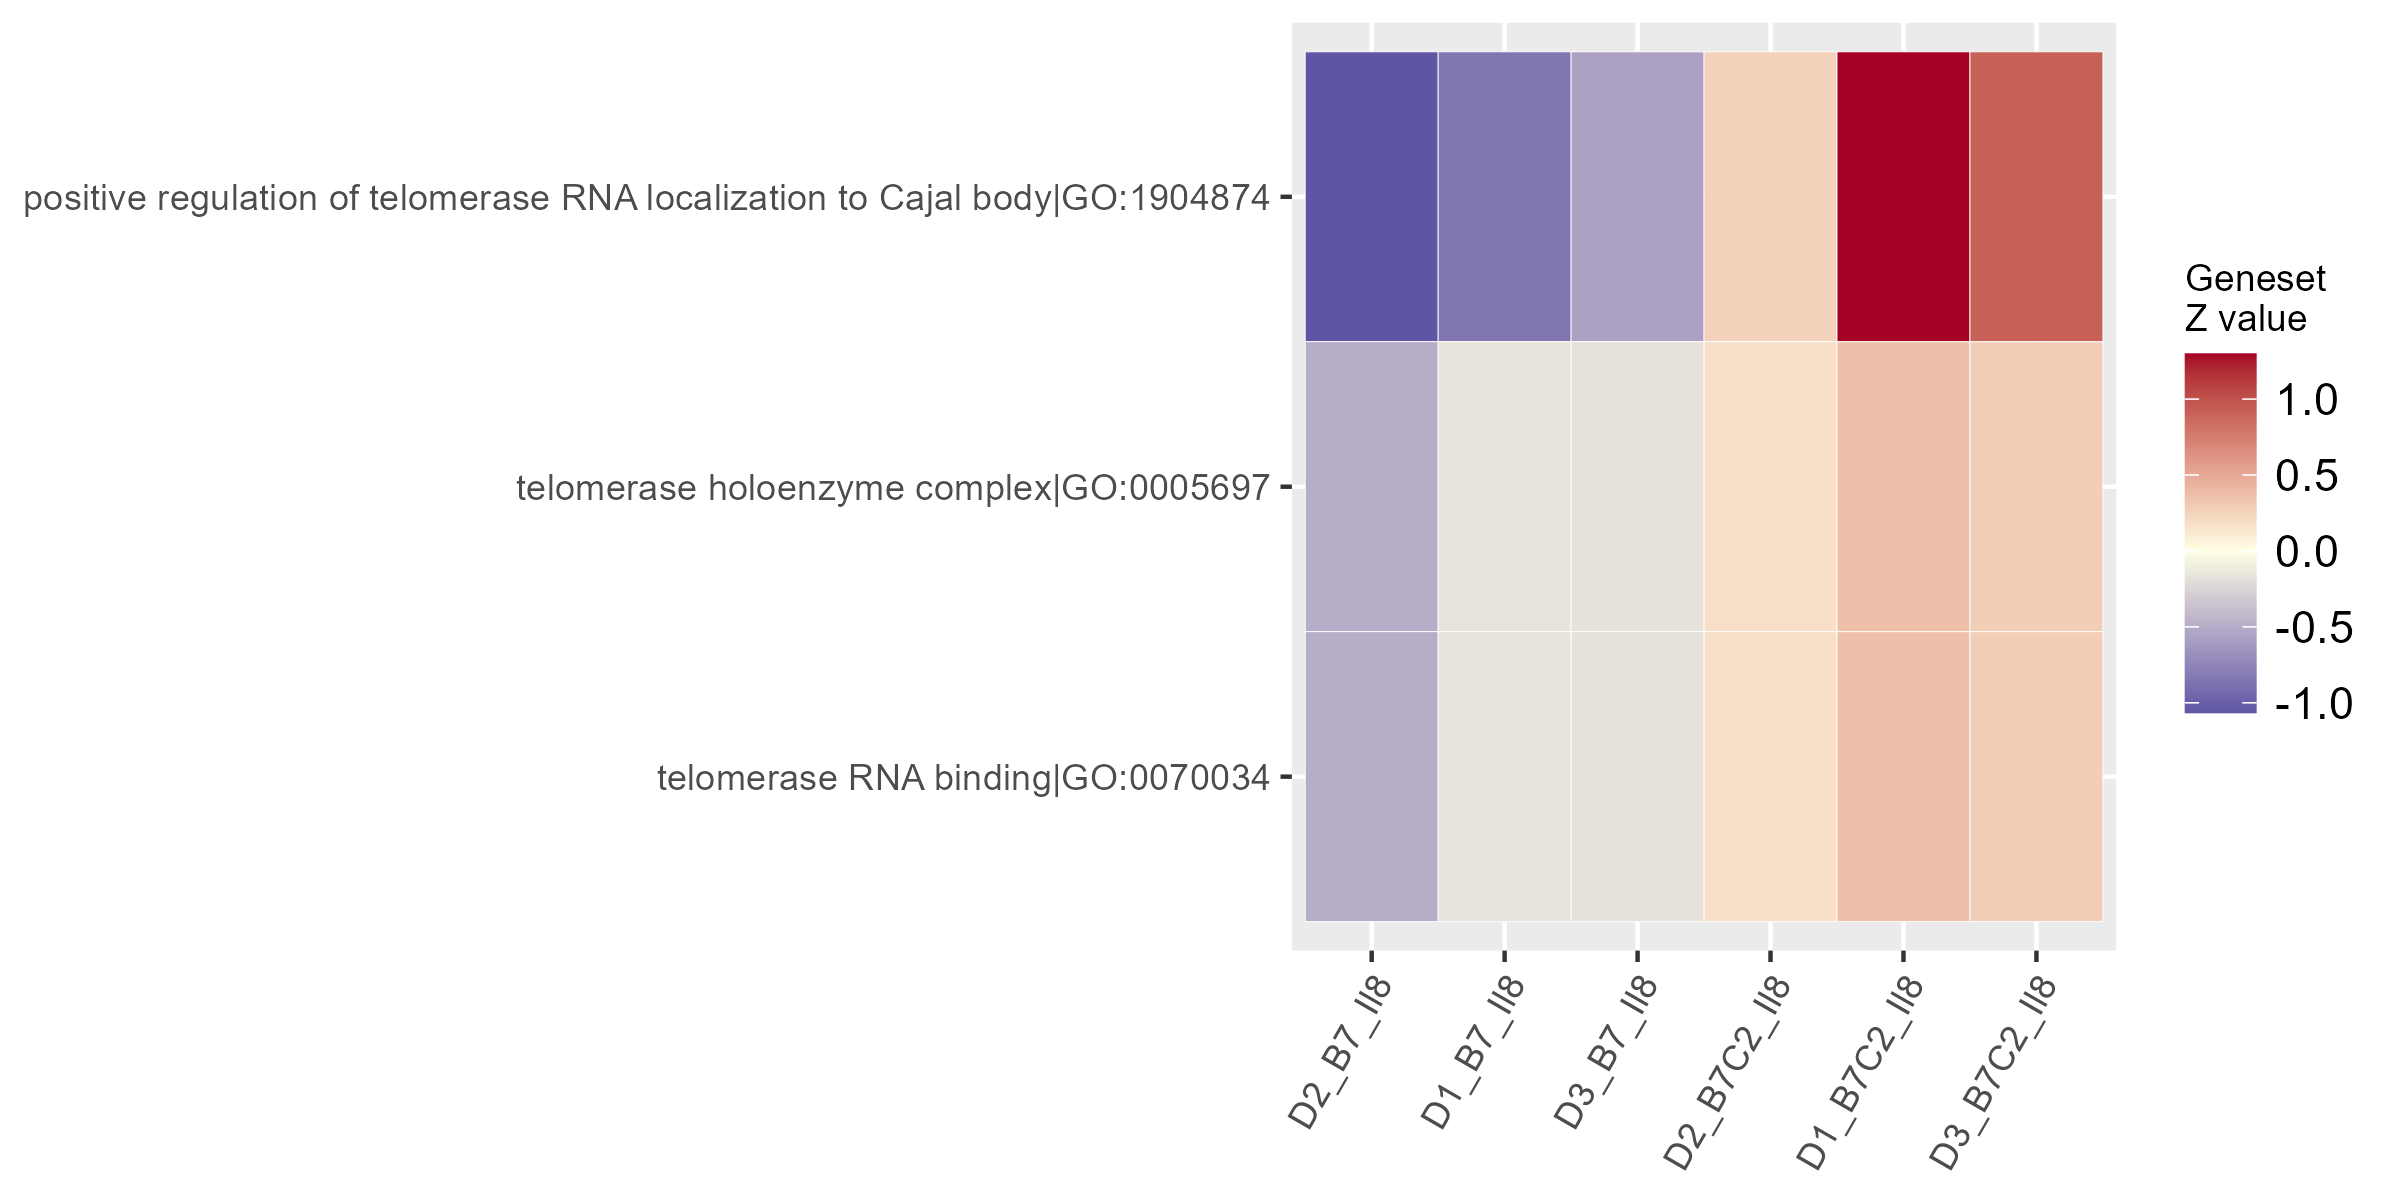 positive regulation of telomerase RNA localization to Cajal body|GO:1904874
telomerase holoenzyme complex|GO:0005697
telomerase RNA binding|GO:0070034
D2_B7_Il8
D1_B7_Il8
D3_B7_Il8
D2_B7C2_Il8
D1_B7C2_Il8
D3_B7C2_Il8
Geneset
Z value
1.0
0.5
0.0
-0.5
-1.0